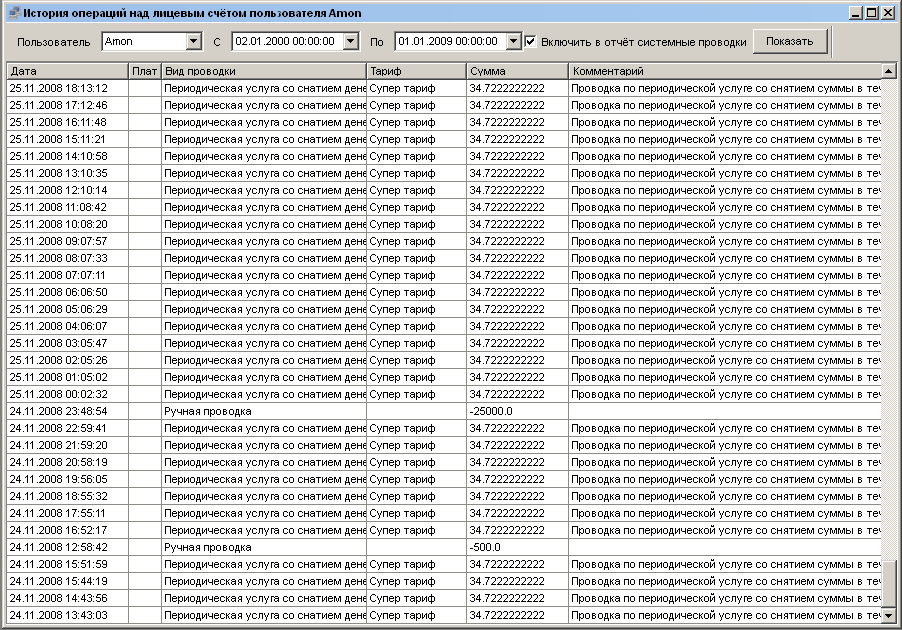 История операций над лицевым счётом пользователя Amon
Пользователь Amon С 02.01.2000 00:00:00 По 01.01.2009 00:00:00 Включить в отчёт системные проводки Показать
Дата Плат Вид проводки Тариф Сумма Комментарий
25.11.2008 18:13:12 Периодическая услуга со снатием дене Супер тариф 34.7222222222 Проводка по периодической услуге со снятием суммы в теч
25.11.2008 17:12:46 Периодическая услуга со снатием дене Супер тариф 34.7222222222 Проводка по периодической услуге со снятием суммы в теч
25.11.2008 16:11:48 Периодическая услуга со снатием дене Супер тариф 34.7222222222 Проводка по периодической услуге со снятием суммы в теч
25.11.2008 15:11:21 Периодическая услуга со снатием дене Супер тариф 34.7222222222 Проводка по периодической услуге со снятием суммы в теч
25.11.2008 14:10:58 Периодическая услуга со снатием дене Супер тариф 34.7222222222 Проводка по периодической услуге со снятием суммы в теч
25.11.2008 13:10:35 Периодическая услуга со снатием дене Супер тариф 34.7222222222 Проводка по периодической услуге со снятием суммы в теч
25.11.2008 12:10:14 Периодическая услуга со снатием дене Супер тариф 34.7222222222 Проводка по периодической услуге со снятием суммы в теч
25.11.2008 11:08:42 Периодическая услуга со снатием дене Супер тариф 34.7222222222 Проводка по периодической услуге со снятием суммы в теч
25.11.2008 10:08:20 Периодическая услуга со снатием дене Супер тариф 34.7222222222 Проводка по периодической услуге со снятием суммы в теч
25.11.2008 09:07:57 Периодическая услуга со снатием дене Супер тариф 34.7222222222 Проводка по периодической услуге со снятием суммы в теч
25.11.2008 08:07:33 Периодическая услуга со снатием дене Супер тариф 34.7222222222 Проводка по периодической услуге со снятием суммы в теч
25.11.2008 07:07:11 Периодическая услуга со снатием дене Супер тариф 34.7222222222 Проводка по периодической услуге со снятием суммы в теч
25.11.2008 06:06:50 Периодическая услуга со снатием дене Супер тариф 34.7222222222 Проводка по периодической услуге со снятием суммы в теч
25.11.2008 05:06:29 Периодическая услуга со снатием дене Супер тариф 34.7222222222 Проводка по периодической услуге со снятием суммы в теч
25.11.2008 04:06:07 Периодическая услуга со снатием дене Супер тариф 34.7222222222 Проводка по периодической услуге со снятием суммы в теч
25.11.2008 03:05:47 Периодическая услуга со снатием дене Супер тариф 34.7222222222 Проводка по периодической услуге со снятием суммы в теч
25.11.2008 02:05:26 Периодическая услуга со снатием дене Супер тариф 34.7222222222 Проводка по периодической услуге со снятием суммы в теч
25.11.2008 01:05:02 Периодическая услуга со снатием дене Супер тариф 34.7222222222 Проводка по периодической услуге со снятием суммы в теч
25.11.2008 00:02:32 Периодическая услуга со снатием дене Супер тариф 34.7222222222 Проводка по периодической услуге со снятием суммы в теч
24.11.2008 23:48:54 Ручная проводка -25000.0
24.11.2008 22:59:41 Периодическая услуга со снатием дене Супер тариф 34.7222222222 Проводка по периодической услуге со снятием суммы в теч
24.11.2008 21:59:20 Периодическая услуга со снатием дене Супер тариф 34.7222222222 Проводка по периодической услуге со снятием суммы в теч
24.11.2008 20:58:19 Периодическая услуга со снатием дене Супер тариф 34.7222222222 Проводка по периодической услуге со снятием суммы в теч
24.11.2008 19:56:05 Периодическая услуга со снатием дене Супер тариф 34.7222222222 Проводка по периодической услуге со снятием суммы в теч
24.11.2008 18:55:32 Периодическая услуга со снатием дене Супер тариф 34.7222222222 Проводка по периодической услуге со снятием суммы в теч
24.11.2008 17:55:11 Периодическая услуга со снатием дене Супер тариф 34.7222222222 Проводка по периодической услуге со снятием суммы в теч
24.11.2008 16:52:17 Периодическая услуга со снатием дене Супер тариф 34.7222222222 Проводка по периодической услуге со снятием суммы в теч
24.11.2008 12:58:42 Ручная проводка -500.0
24.11.2008 15:51:59 Периодическая услуга со снатием дене Супер тариф 34.7222222222 Проводка по периодической услуге со снятием суммы в теч
24.11.2008 15:44:19 Периодическая услуга со снатием дене Супер тариф 34.7222222222 Проводка по периодической услуге со снятием суммы в теч
24.11.2008 14:43:56 Периодическая услуга со снатием дене Супер тариф 34.7222222222 Проводка по периодической услуге со снятием суммы в теч
24.11.2008 13:43:03 Периодическая услуга со снатием дене Супер тариф 34.7222222222 Проводка по периодической услуге со снятием суммы в теч